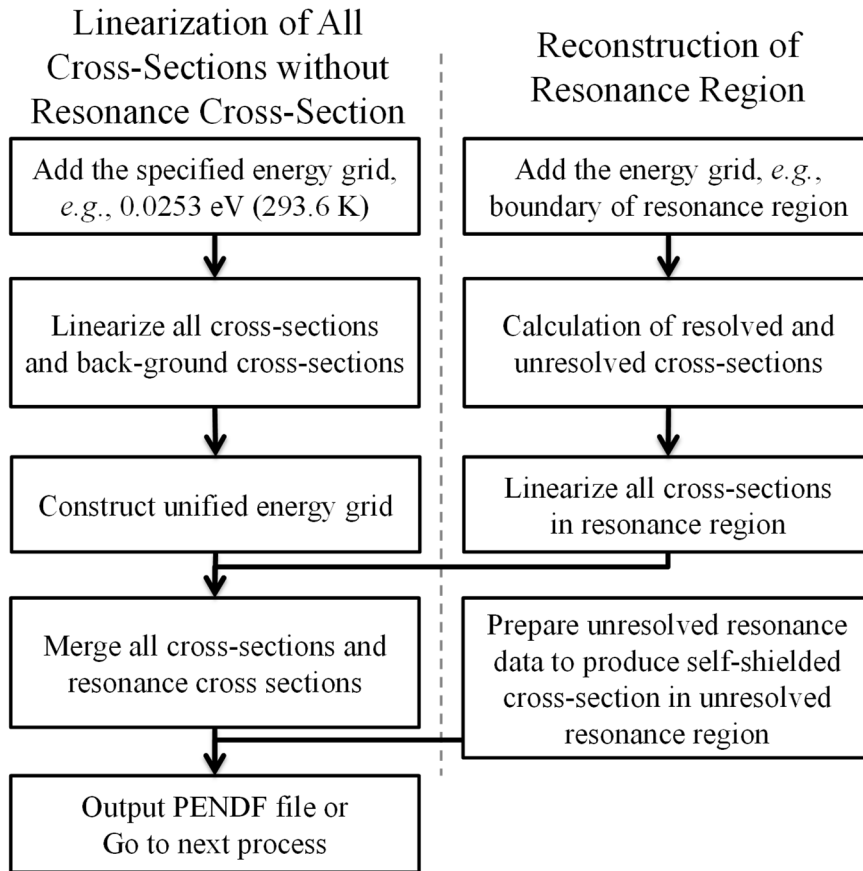 Linearization of All
Cross-Sections without
Resonance Cross-Section
Add the specified energy grid,
e.g., 0.0253 eV (293.6 K)
Linearize all cross-sections
and back-ground cross-sections
Construct unified energy grid
Merge all cross-sections and
resonance cross sections
Output PENDF file or
Go to next process
Reconstruction of
Resonance Region
Add the energy grid, e.g.,
boundary of resonance region
Calculation of resolved and
unresolved cross-sections
Linearize all cross-sections
in resonance region
Prepare unresolved resonance
data to produce self-shielded
cross-section in unresolved
resonance region